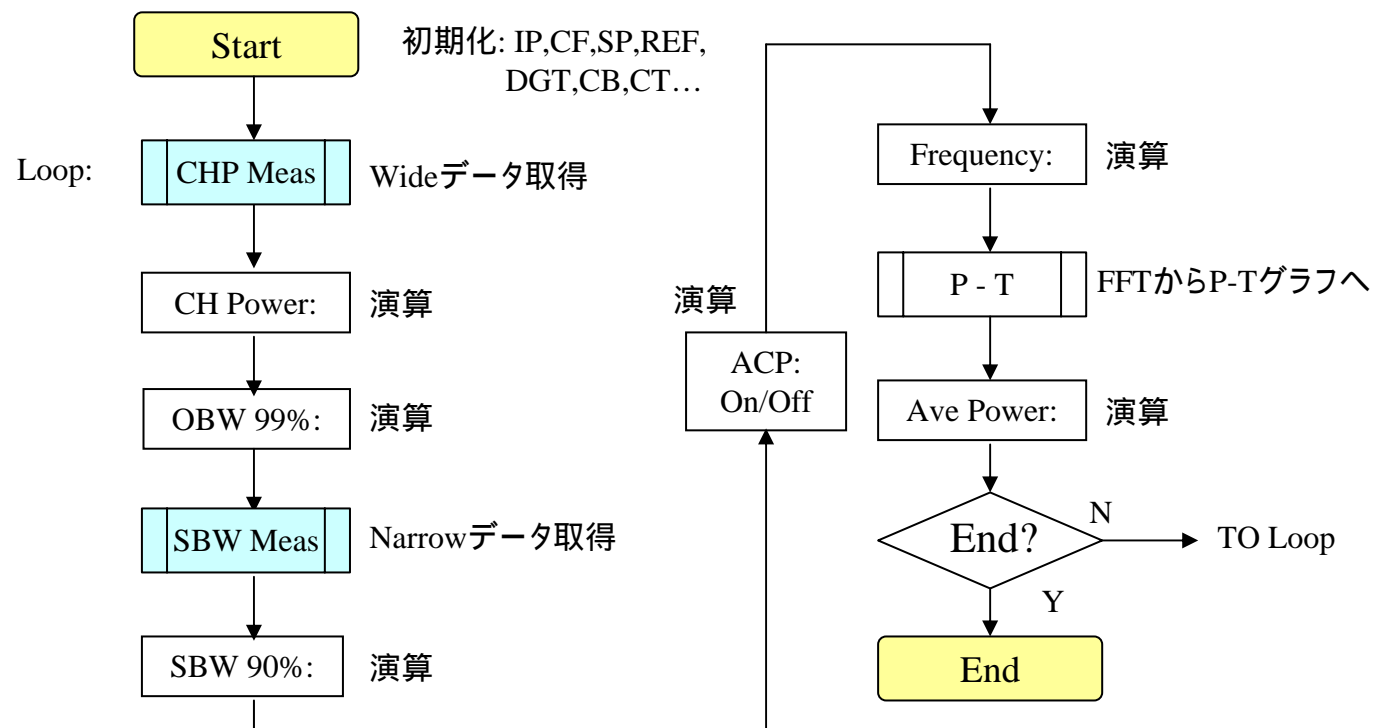 Start
初期化: IP,CF,SP,REF,
DGT,CB,CT…
Loop:
CHP Meas
Wideデータ取得
CH Power:
演算
OBW 99%:
演算
SBW Meas
Narrowデータ取得
SBW 90%:
演算
演算
ACP:
On/Off
Frequency:
演算
P - T
FFTからP-Tグラフへ
Ave Power:
演算
End?
N
TO Loop
Y
End